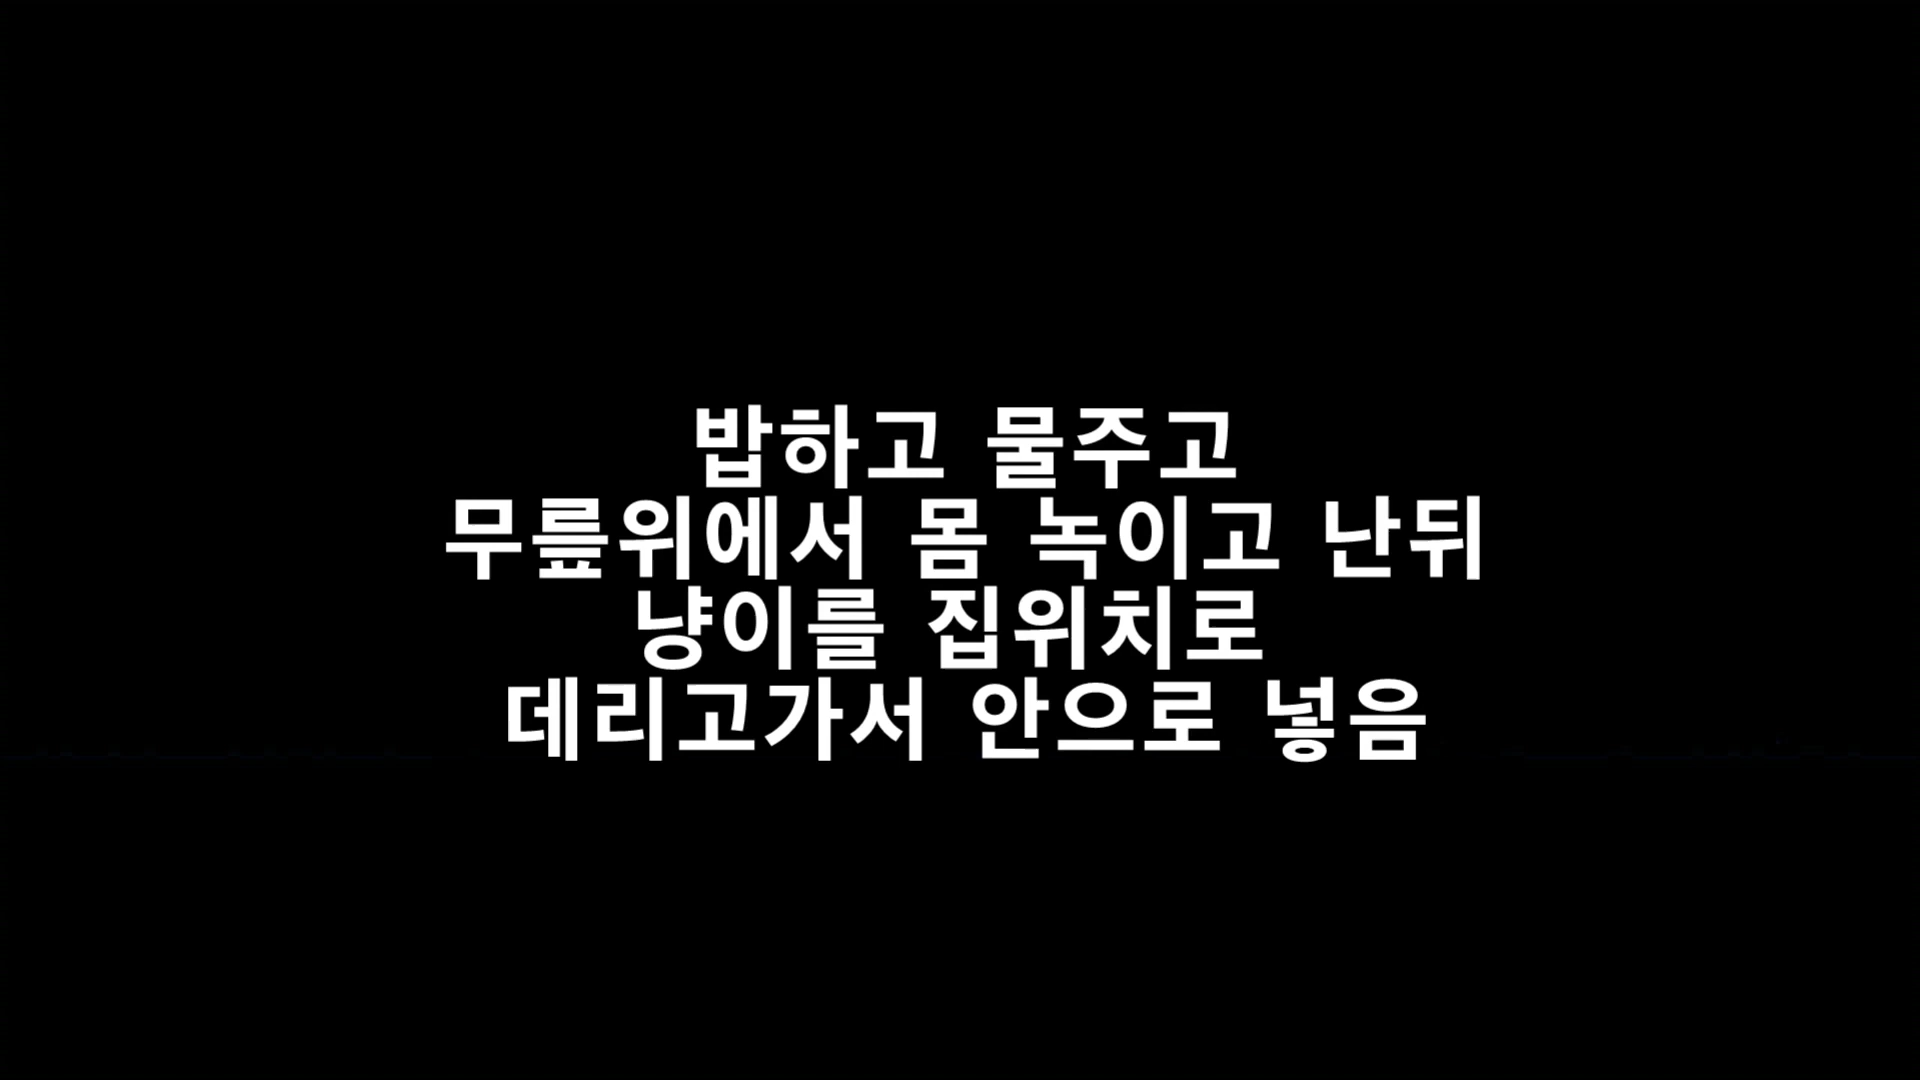 밥하고 물주고
무릎위에서 몸 녹이고 난뒤
냥이를 집위치로
데리고가서 안으로 넣음